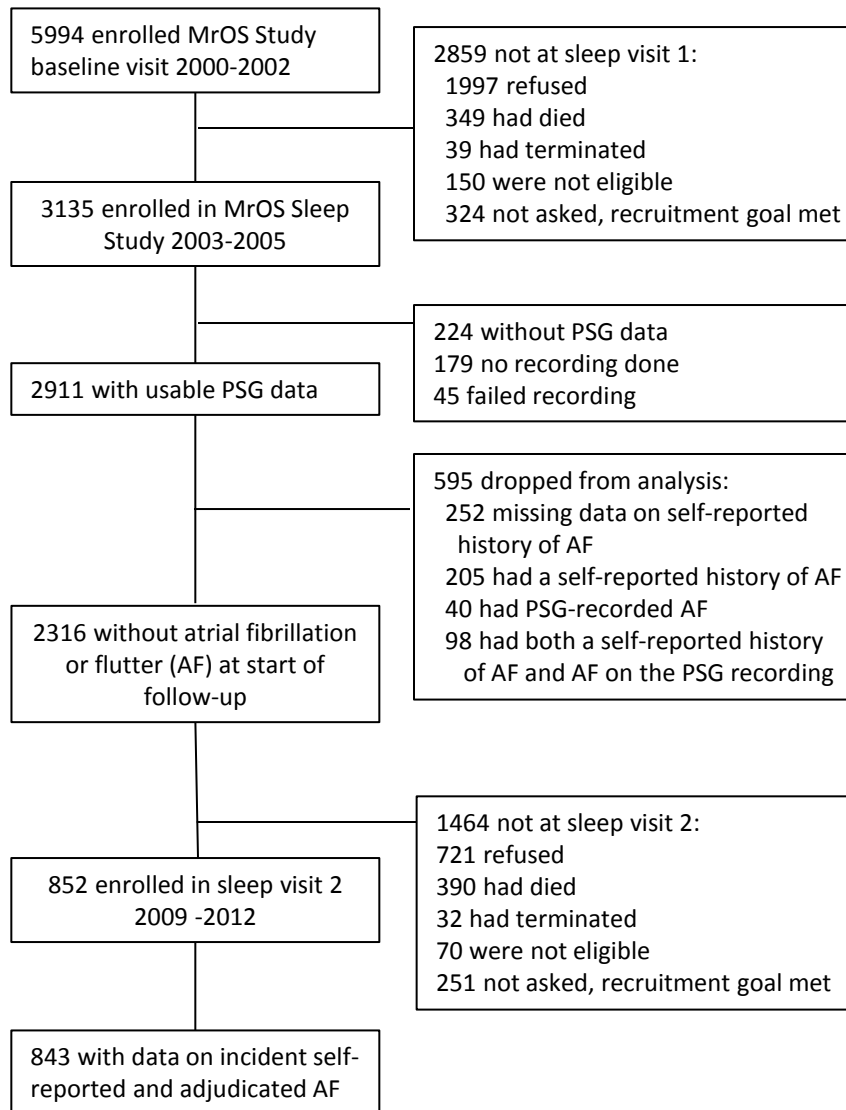 5994 enrolled MrOS Study
baseline visit 2000-2002
2859 not at sleep visit 1:
1997 refused
349 had died
39 had terminated
150 were not eligible
324 not asked, recruitment goal met
3135 enrolled in MrOS Sleep
Study 2003-2005
224 without PSG data
179 no recording done
45 failed recording
2911 with usable PSG data
595 dropped from analysis:
252 missing data on self-reported
history of AF
205 had a self-reported history of AF
40 had PSG-recorded AF
98 had both a self-reported history
of AF and AF on the PSG recording
2316 without atrial fibrillation
or flutter (AF) at start of
follow-up
1464 not at sleep visit 2:
721 refused
390 had died
32 had terminated
70 were not eligible
251 not asked, recruitment goal met
852 enrolled in sleep visit 2
2009 -2012
843 with data on incident self-
reported and adjudicated AF